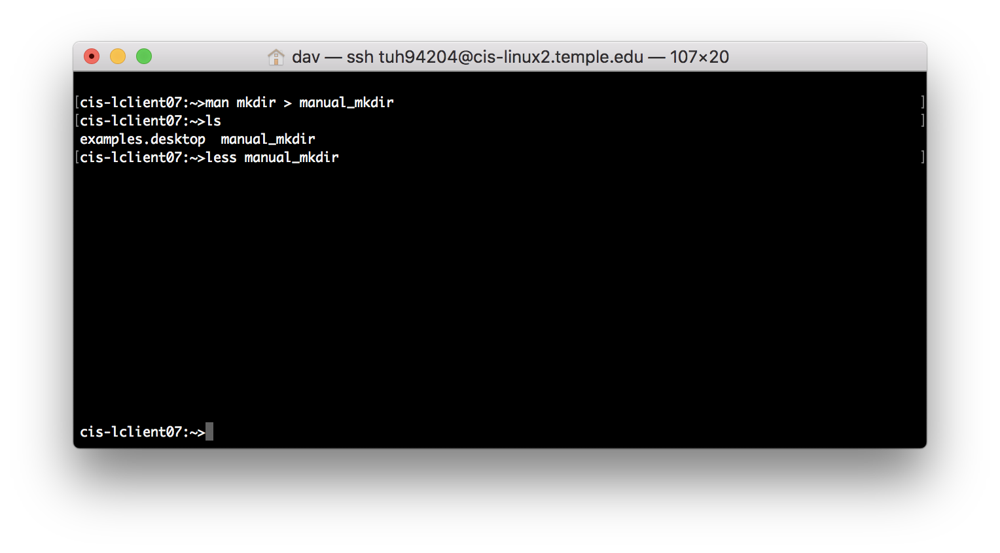 dav — ssh tuh94204@cis-linux2.temple.edu — 107×20
[cis-lclient07:~>man mkdir > manual_mkdir ]
[cis-lclient07:~>ls ]
examples.desktop  manual_mkdir
[cis-lclient07:~>less manual_mkdir ]
cis-lclient07:~>